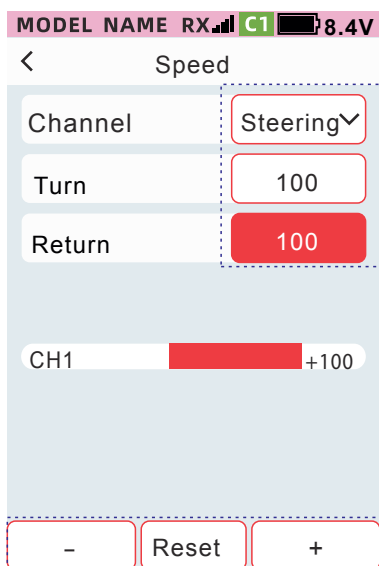 MODEL NAME RX C1 8.4V
< Speed
Channel Steering
Turn 100
Return 100
CH1 +100
- Reset +